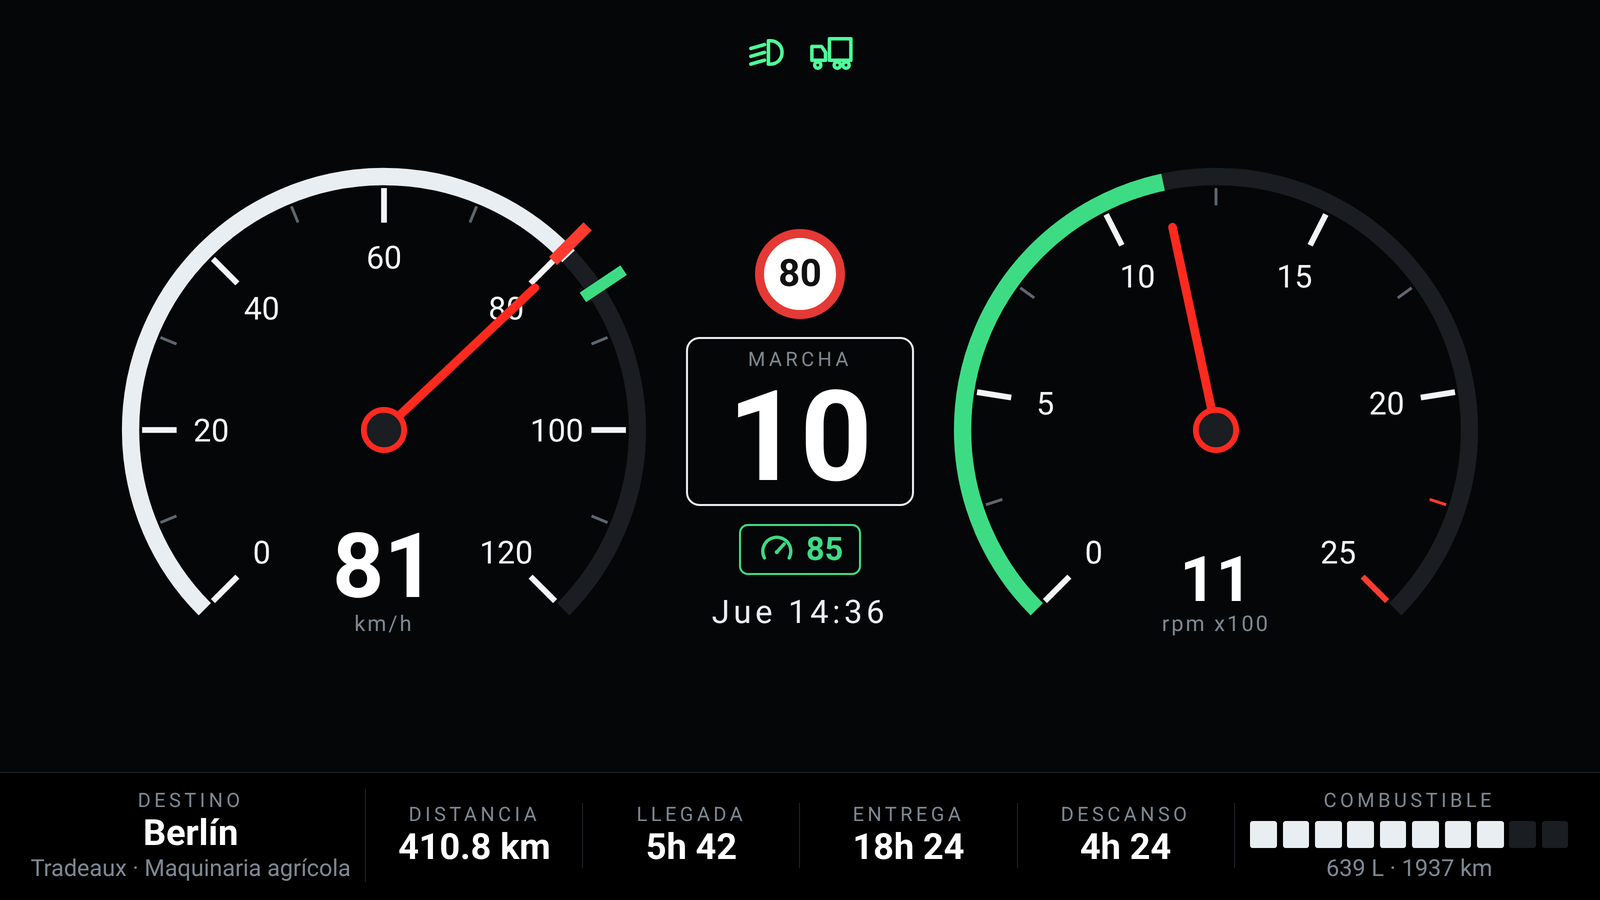 60
40
80
20
100
0
120
81
km/h
80
MARCHA
10
85
Jue 14:36
10
15
5
20
0
25
11
rpm x100
DESTINO
Berlín
Tradeaux · Maquinaria agrícola
DISTANCIA
410.8 km
LLEGADA
5h 42
ENTREGA
18h 24
DESCANSO
4h 24
COMBUSTIBLE
639 L · 1937 km